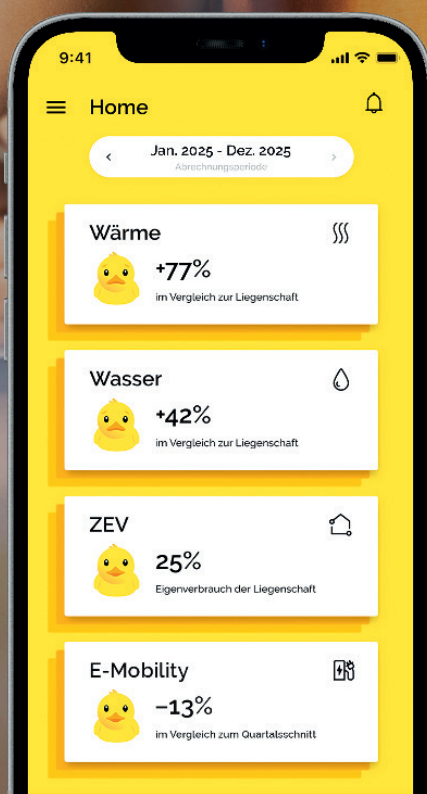 9:41
Home
Jan. 2025 - Dez. 2025
Abrechnungsperiode
Wärme
+77%
im Vergleich zur Liegenschaft
Wasser
+42%
im Vergleich zur Liegenschaft
ZEV
25%
Eigenverbrauch der Liegenschaft
E-Mobility
–13%
im Vergleich zum Quartalsschnitt